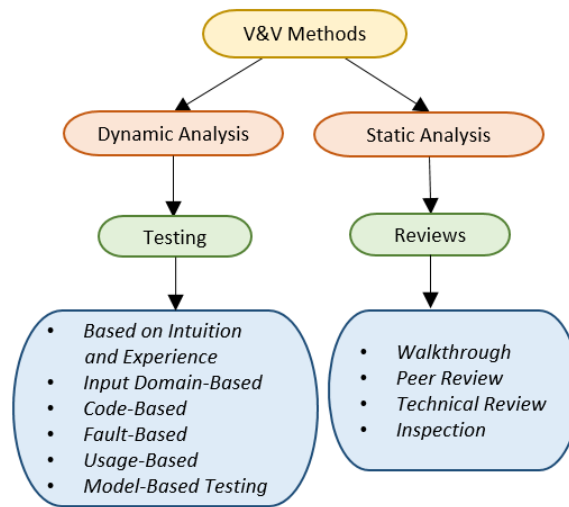 V&V Methods
Dynamic Analysis
Static Analysis
Testing
Reviews
• Based on Intuition
and Experience
• Input Domain-Based
• Code-Based
• Fault-Based
• Usage-Based
• Model-Based Testing
• Walkthrough
• Peer Review
• Technical Review
• Inspection